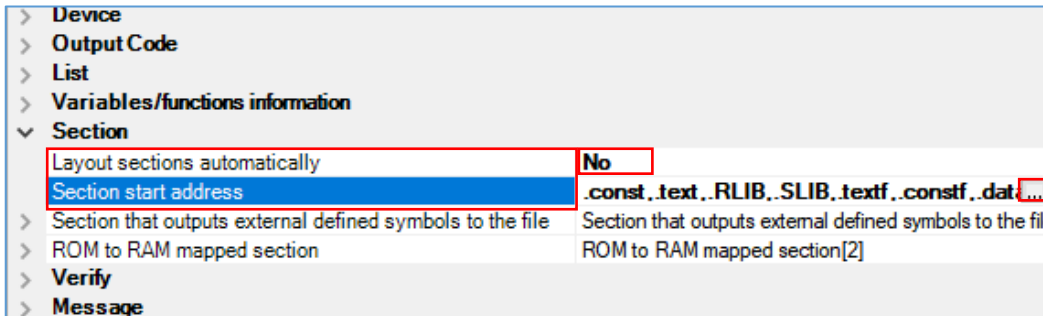 Device
Output Code
List
Variables/functions information
Section
Layout sections automatically No
Section start address .const,.text,.RLIB,.SLIB,.textf,.constf,.data ...
Section that outputs external defined symbols to the file Section that outputs external defined symbols to the fil
ROM to RAM mapped section ROM to RAM mapped section[2]
Verify
Message